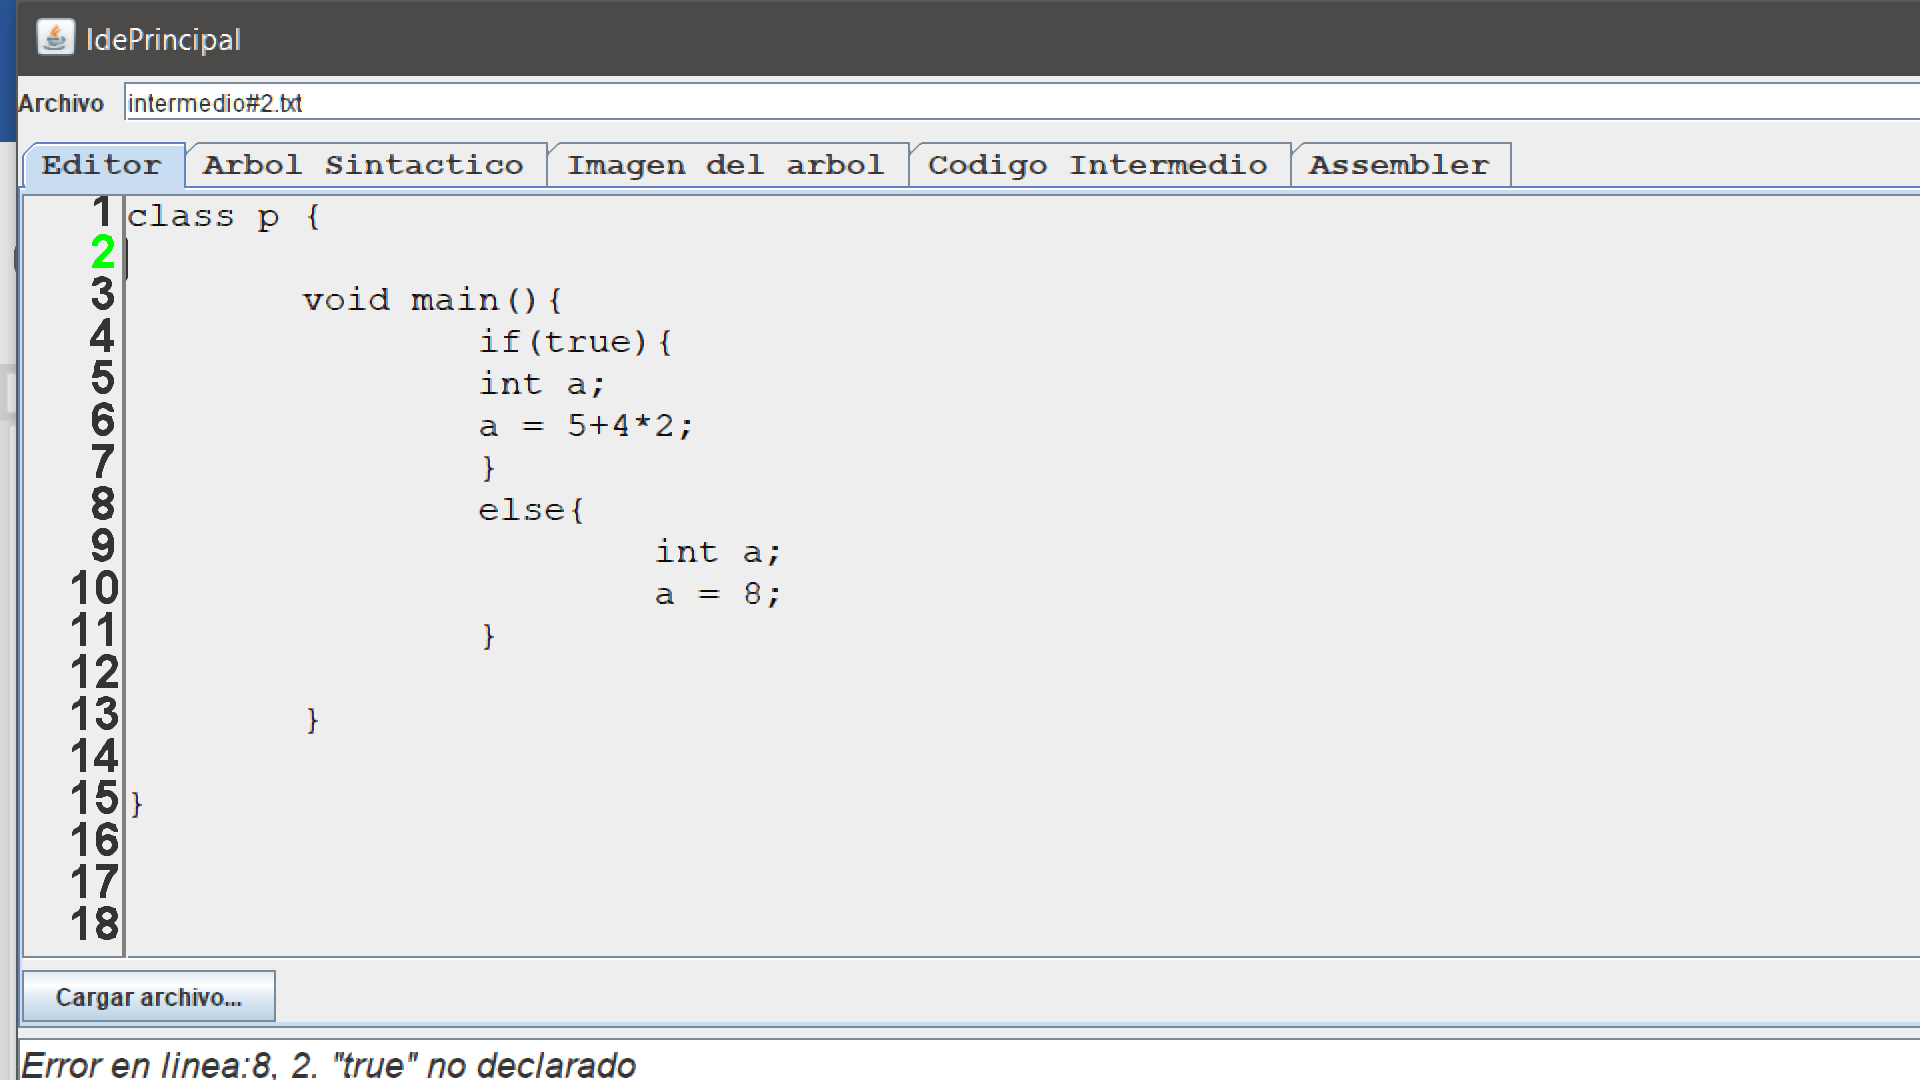 IdePrincipal
Archivo intermedio#2.txt
Editor Arbol Sintactico Imagen del arbol Codigo Intermedio Assembler
1 class p {
2
3 void main(){
4 if(true){
5 int a;
6 a = 5+4*2;
7 }
8 else{
9 int a;
10 a = 8;
11 }
12
13 }
14
15 }
16
17
18
Cargar archivo...
Error en linea:8, 2. "true" no declarado